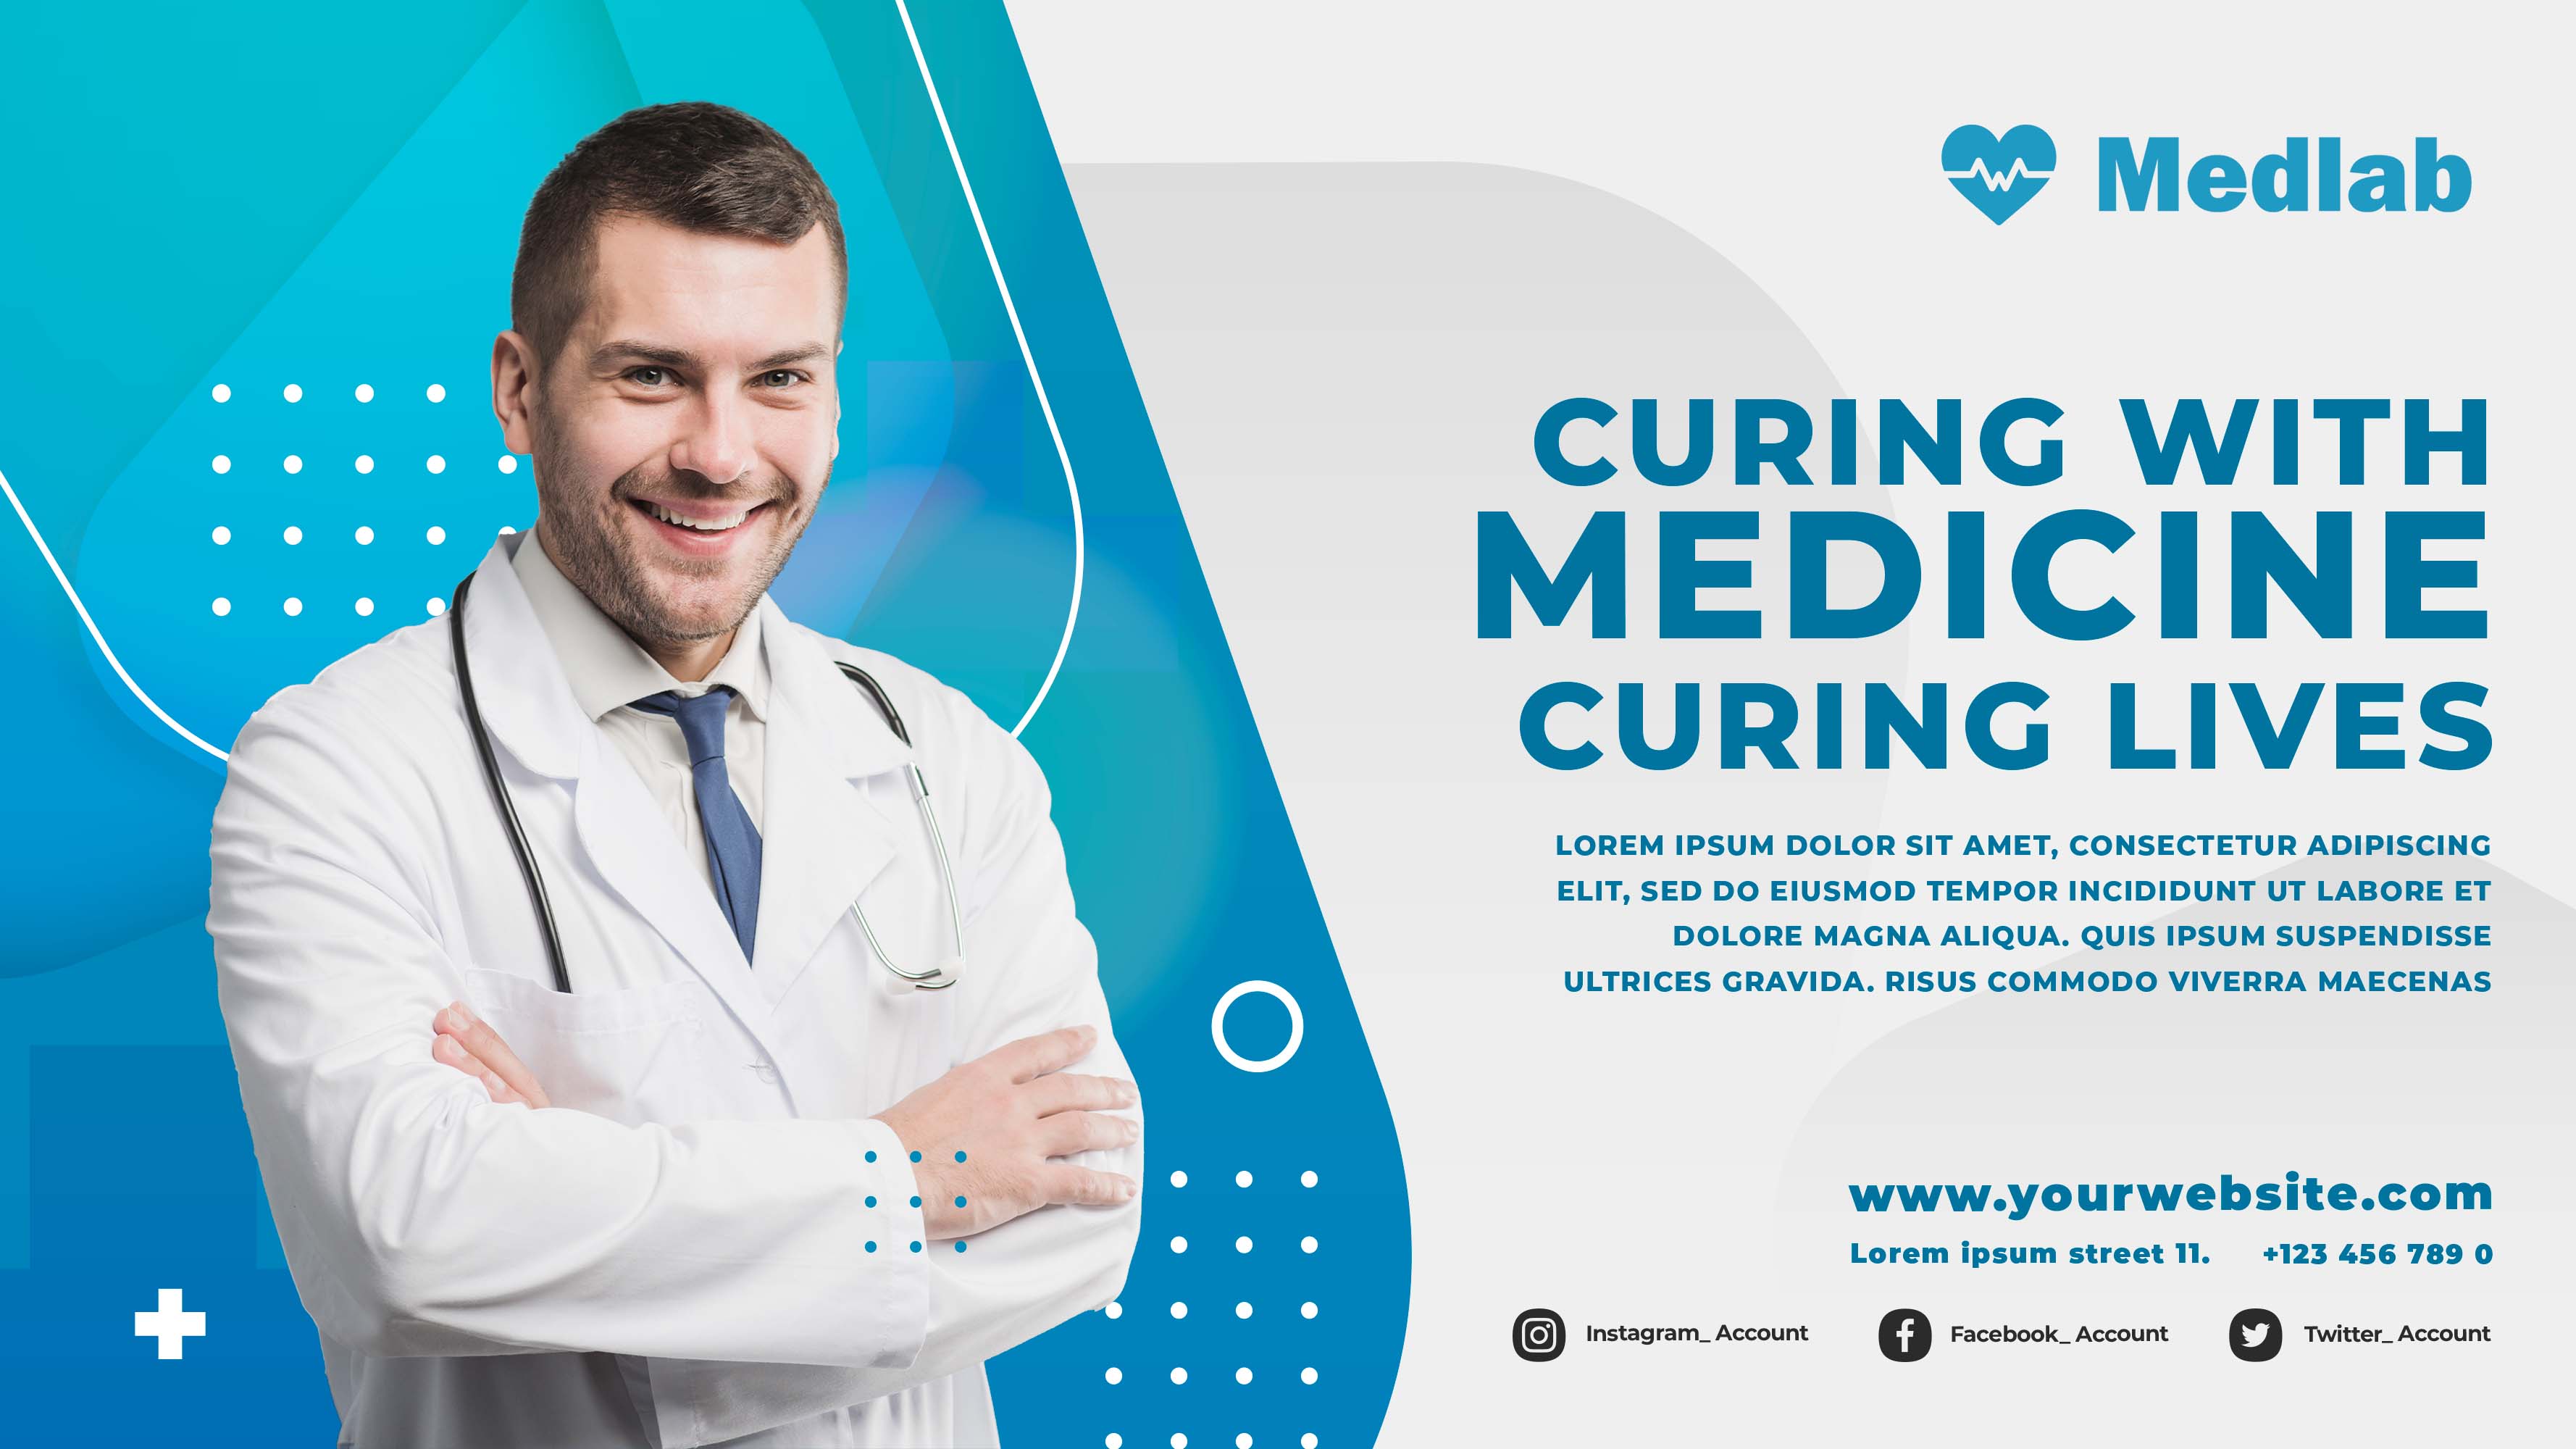 Medlab
CURING WITH
MEDICINE
CURING LIVES
LOREM IPSUM DOLOR SIT AMET, CONSECTETUR ADIPISCING
ELIT, SED DO EIUSMOD TEMPOR INCIDIDUNT UT LABORE ET
DOLORE MAGNA ALIQUA. QUIS IPSUM SUSPENDISSE
ULTRICES GRAVIDA. RISUS COMMODO VIVERRA MAECENAS
www.yourwebsite.com
Lorem ipsum street 11. +123 456 789 0
Instagram_ Account Facebook_ Account Twitter_ Account